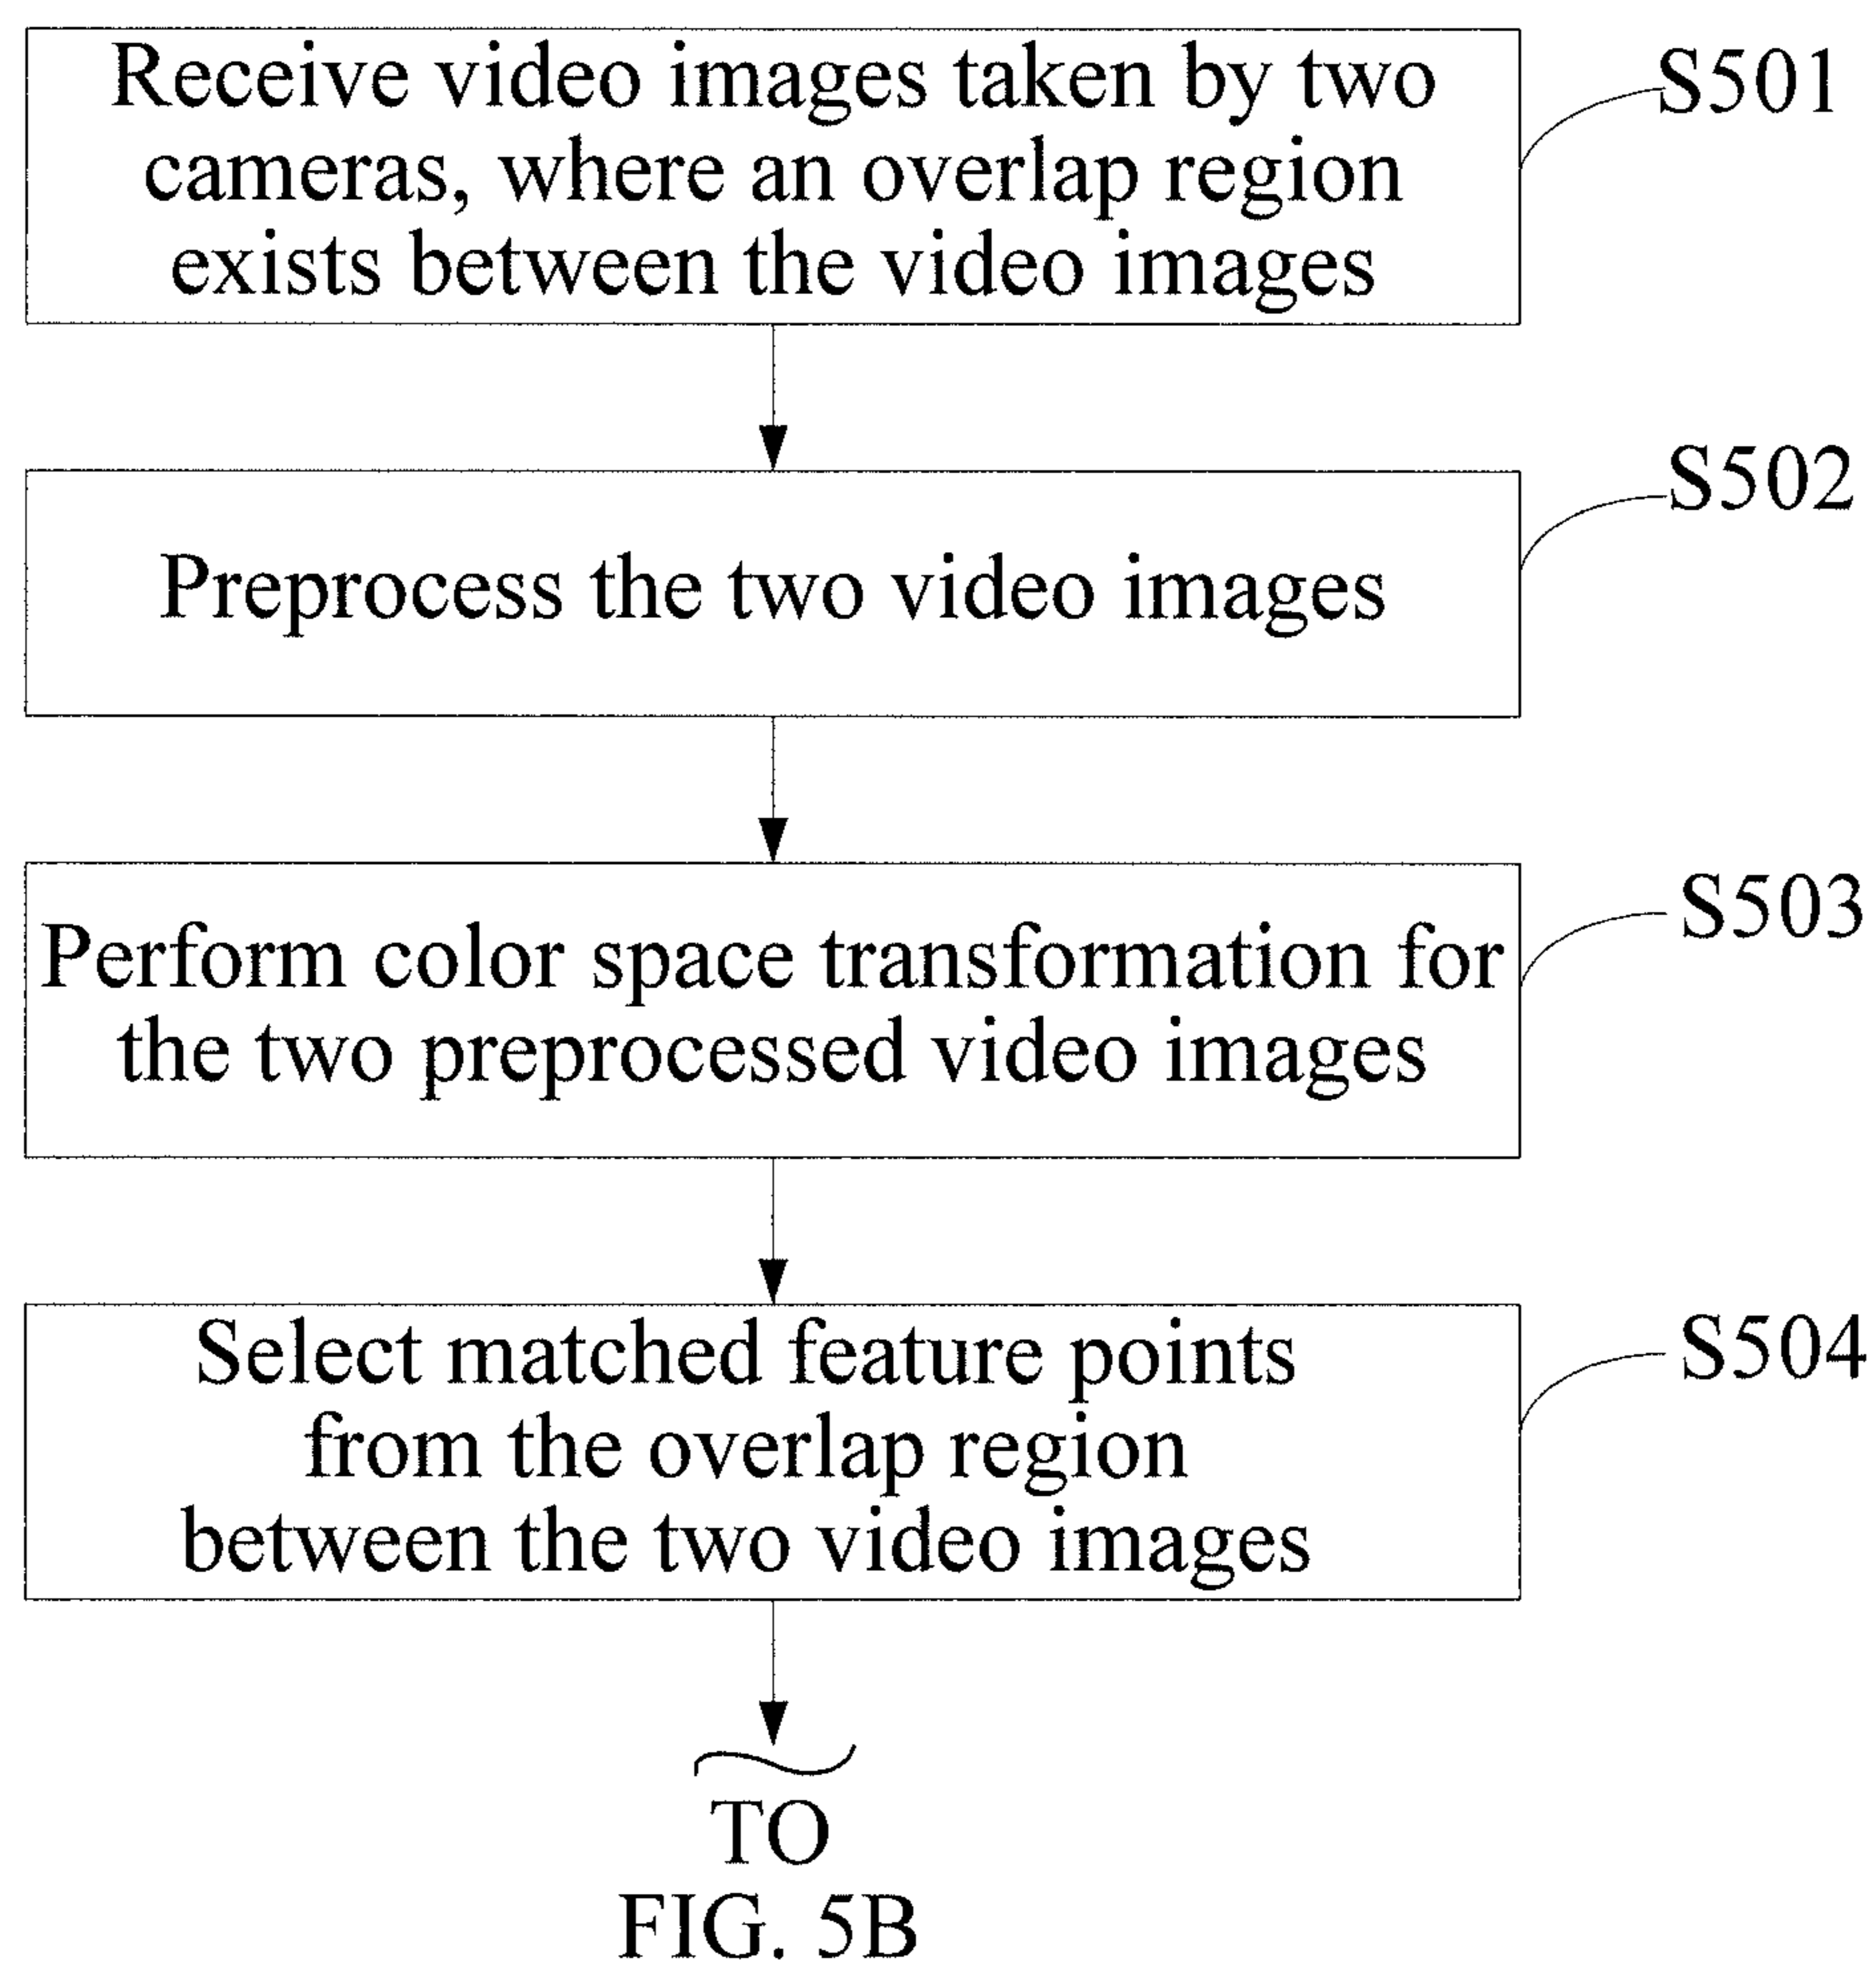 Receive video images taken by two
cameras, where an overlap region
exists between the video images
S501
Preprocess the two video images
S502
Perform color space transformation for
the two preprocessed video images
S503
Select matched feature points
from the overlap region
between the two video images
S504
TO
FIG. 5B